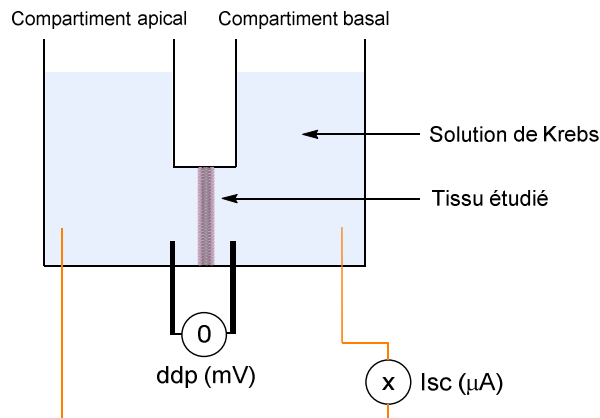 Compartiment apical
Compartiment basal
Solution de Krebs
Tissu étudié
0
ddp (mV)
x
Isc (µA)